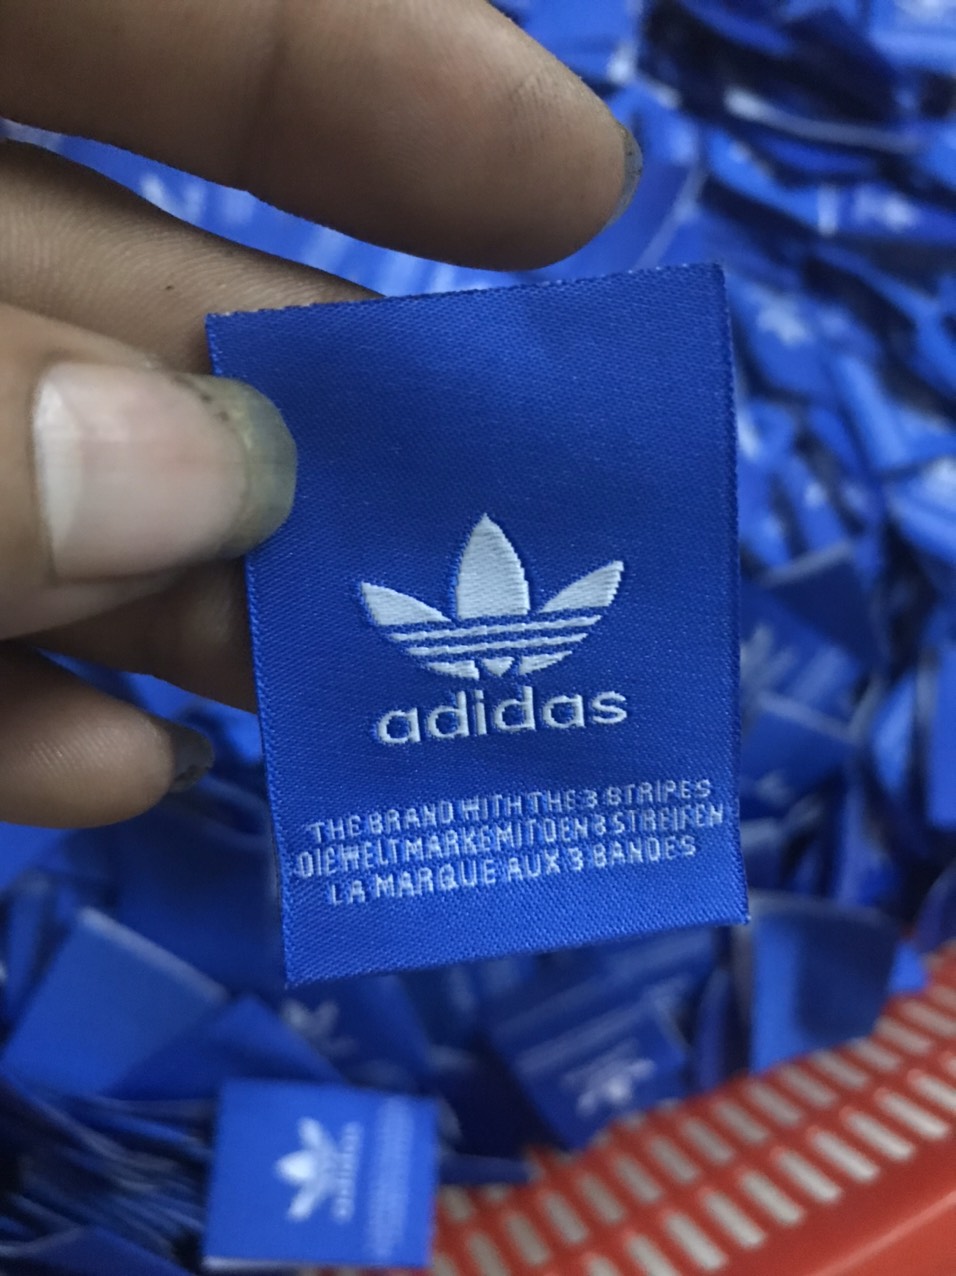 adidas
THE BRAND WITH THE 3 STRIPES
DIE WELTMARKE MIT DEN 3 STREIFEN
LA MARQUE AUX 3 BANDES